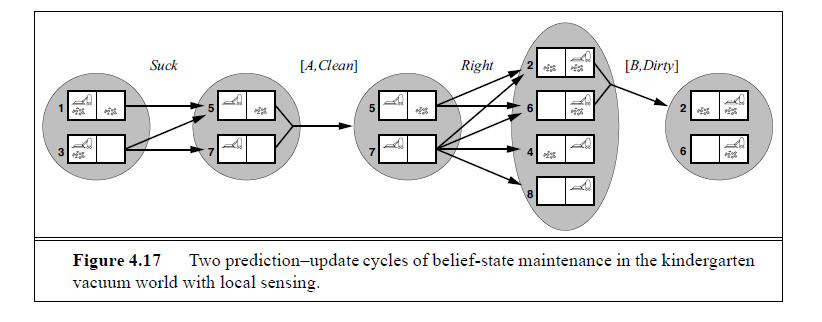 Suck [A,Clean] Right [B,Dirty]
1 5 5 2 2
3 7 7 6 6
4
8
Figure 4.17 Two prediction–update cycles of belief-state maintenance in the kindergarten
vacuum world with local sensing.